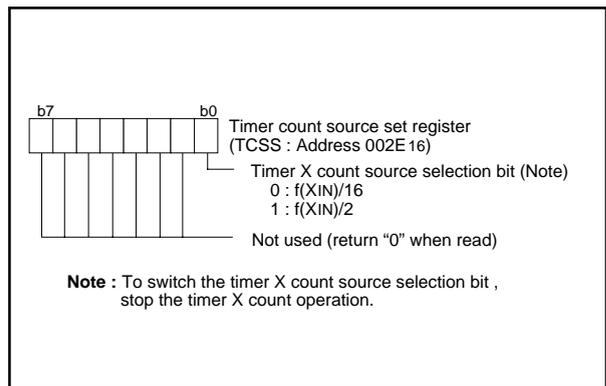 b7 b0
Timer count source set register
(TCSS : Address 002E16)
Timer X count source selection bit (Note)
0 : f(XIN)/16
1 : f(XIN)/2
Not used (return “0” when read)
Note : To switch the timer X count source selection bit ,
stop the timer X count operation.